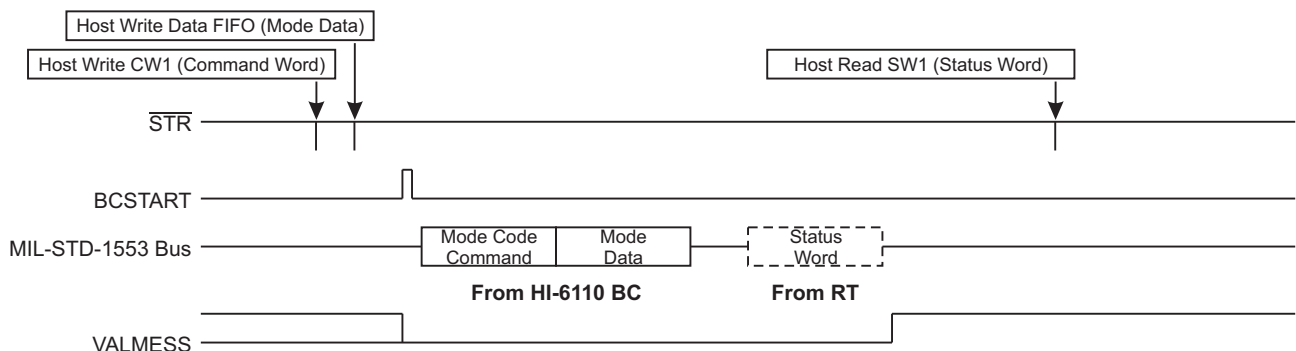 Host Write Data FIFO (Mode Data)
Host Write CW1 (Command Word)
Host Read SW1 (Status Word)
STR
BCSTART
MIL-STD-1553 Bus
Mode Code
Command
Mode
Data
Status
Word
From HI-6110 BC
From RT
VALMESS